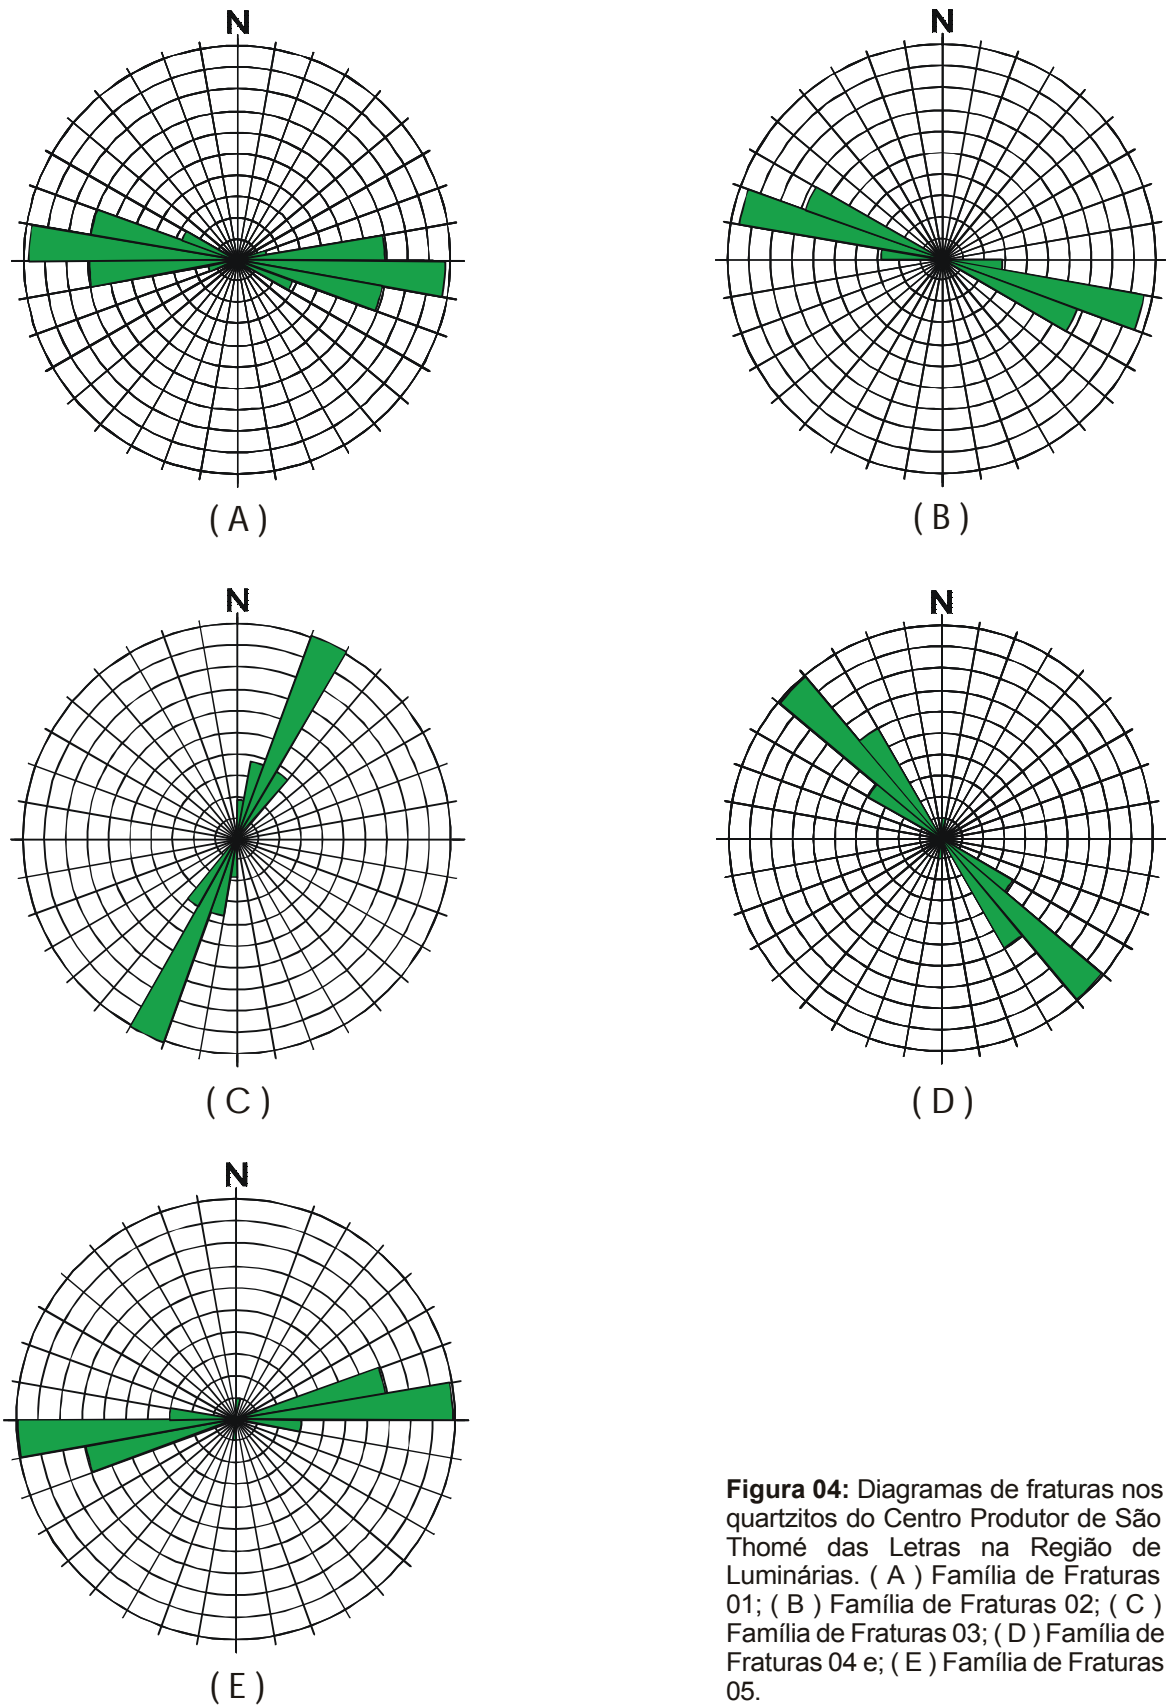 N
N
( A )
( B )
N
N
( C )
( D )
N
( E )
Figura 04: Diagramas de fraturas nos
quartzitos do Centro Produtor de São
Thomé das Letras na Região de
Luminárias. ( A ) Família de Fraturas
01; ( B ) Família de Fraturas 02; ( C )
Família de Fraturas 03; ( D ) Família de
Fraturas 04 e; ( E ) Família de Fraturas
05.